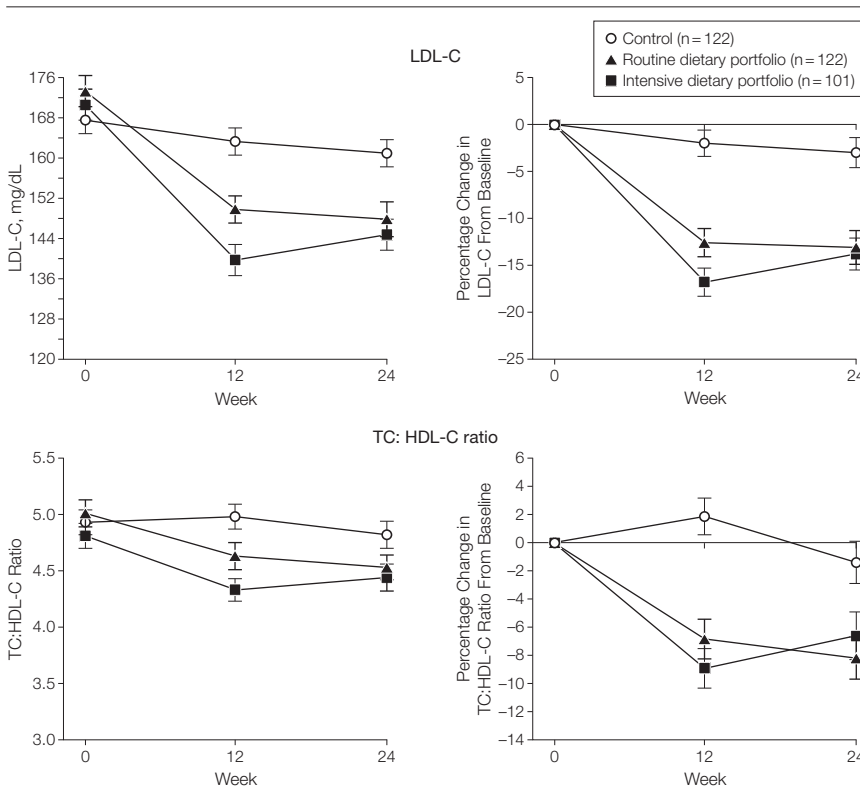 Control (n = 122)
Routine dietary portfolio (n = 122)
Intensive dietary portfolio (n = 101)
LDL-C
176
168
160
152
144
136
128
120
LDL-C, mg/dL
0
12
24
Week
5
0
−5
−10
−15
−20
−25
Percentage Change in
LDL-C From Baseline
0
12
24
Week
TC: HDL-C ratio
5.5
5.0
4.5
4.0
3.5
3.0
TC:HDL-C Ratio
0
12
24
Week
6
4
2
0
−2
−4
−6
−8
−10
−12
−14
Percentage Change in
TC:HDL-C Ratio From Baseline
0
12
24
Week